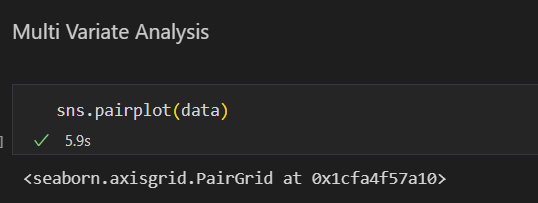 Multi Variate Analysis
sns.pairplot(data)
]
5.9s
<seaborn.axisgrid.PairGrid at 0x1cfa4f57a10>